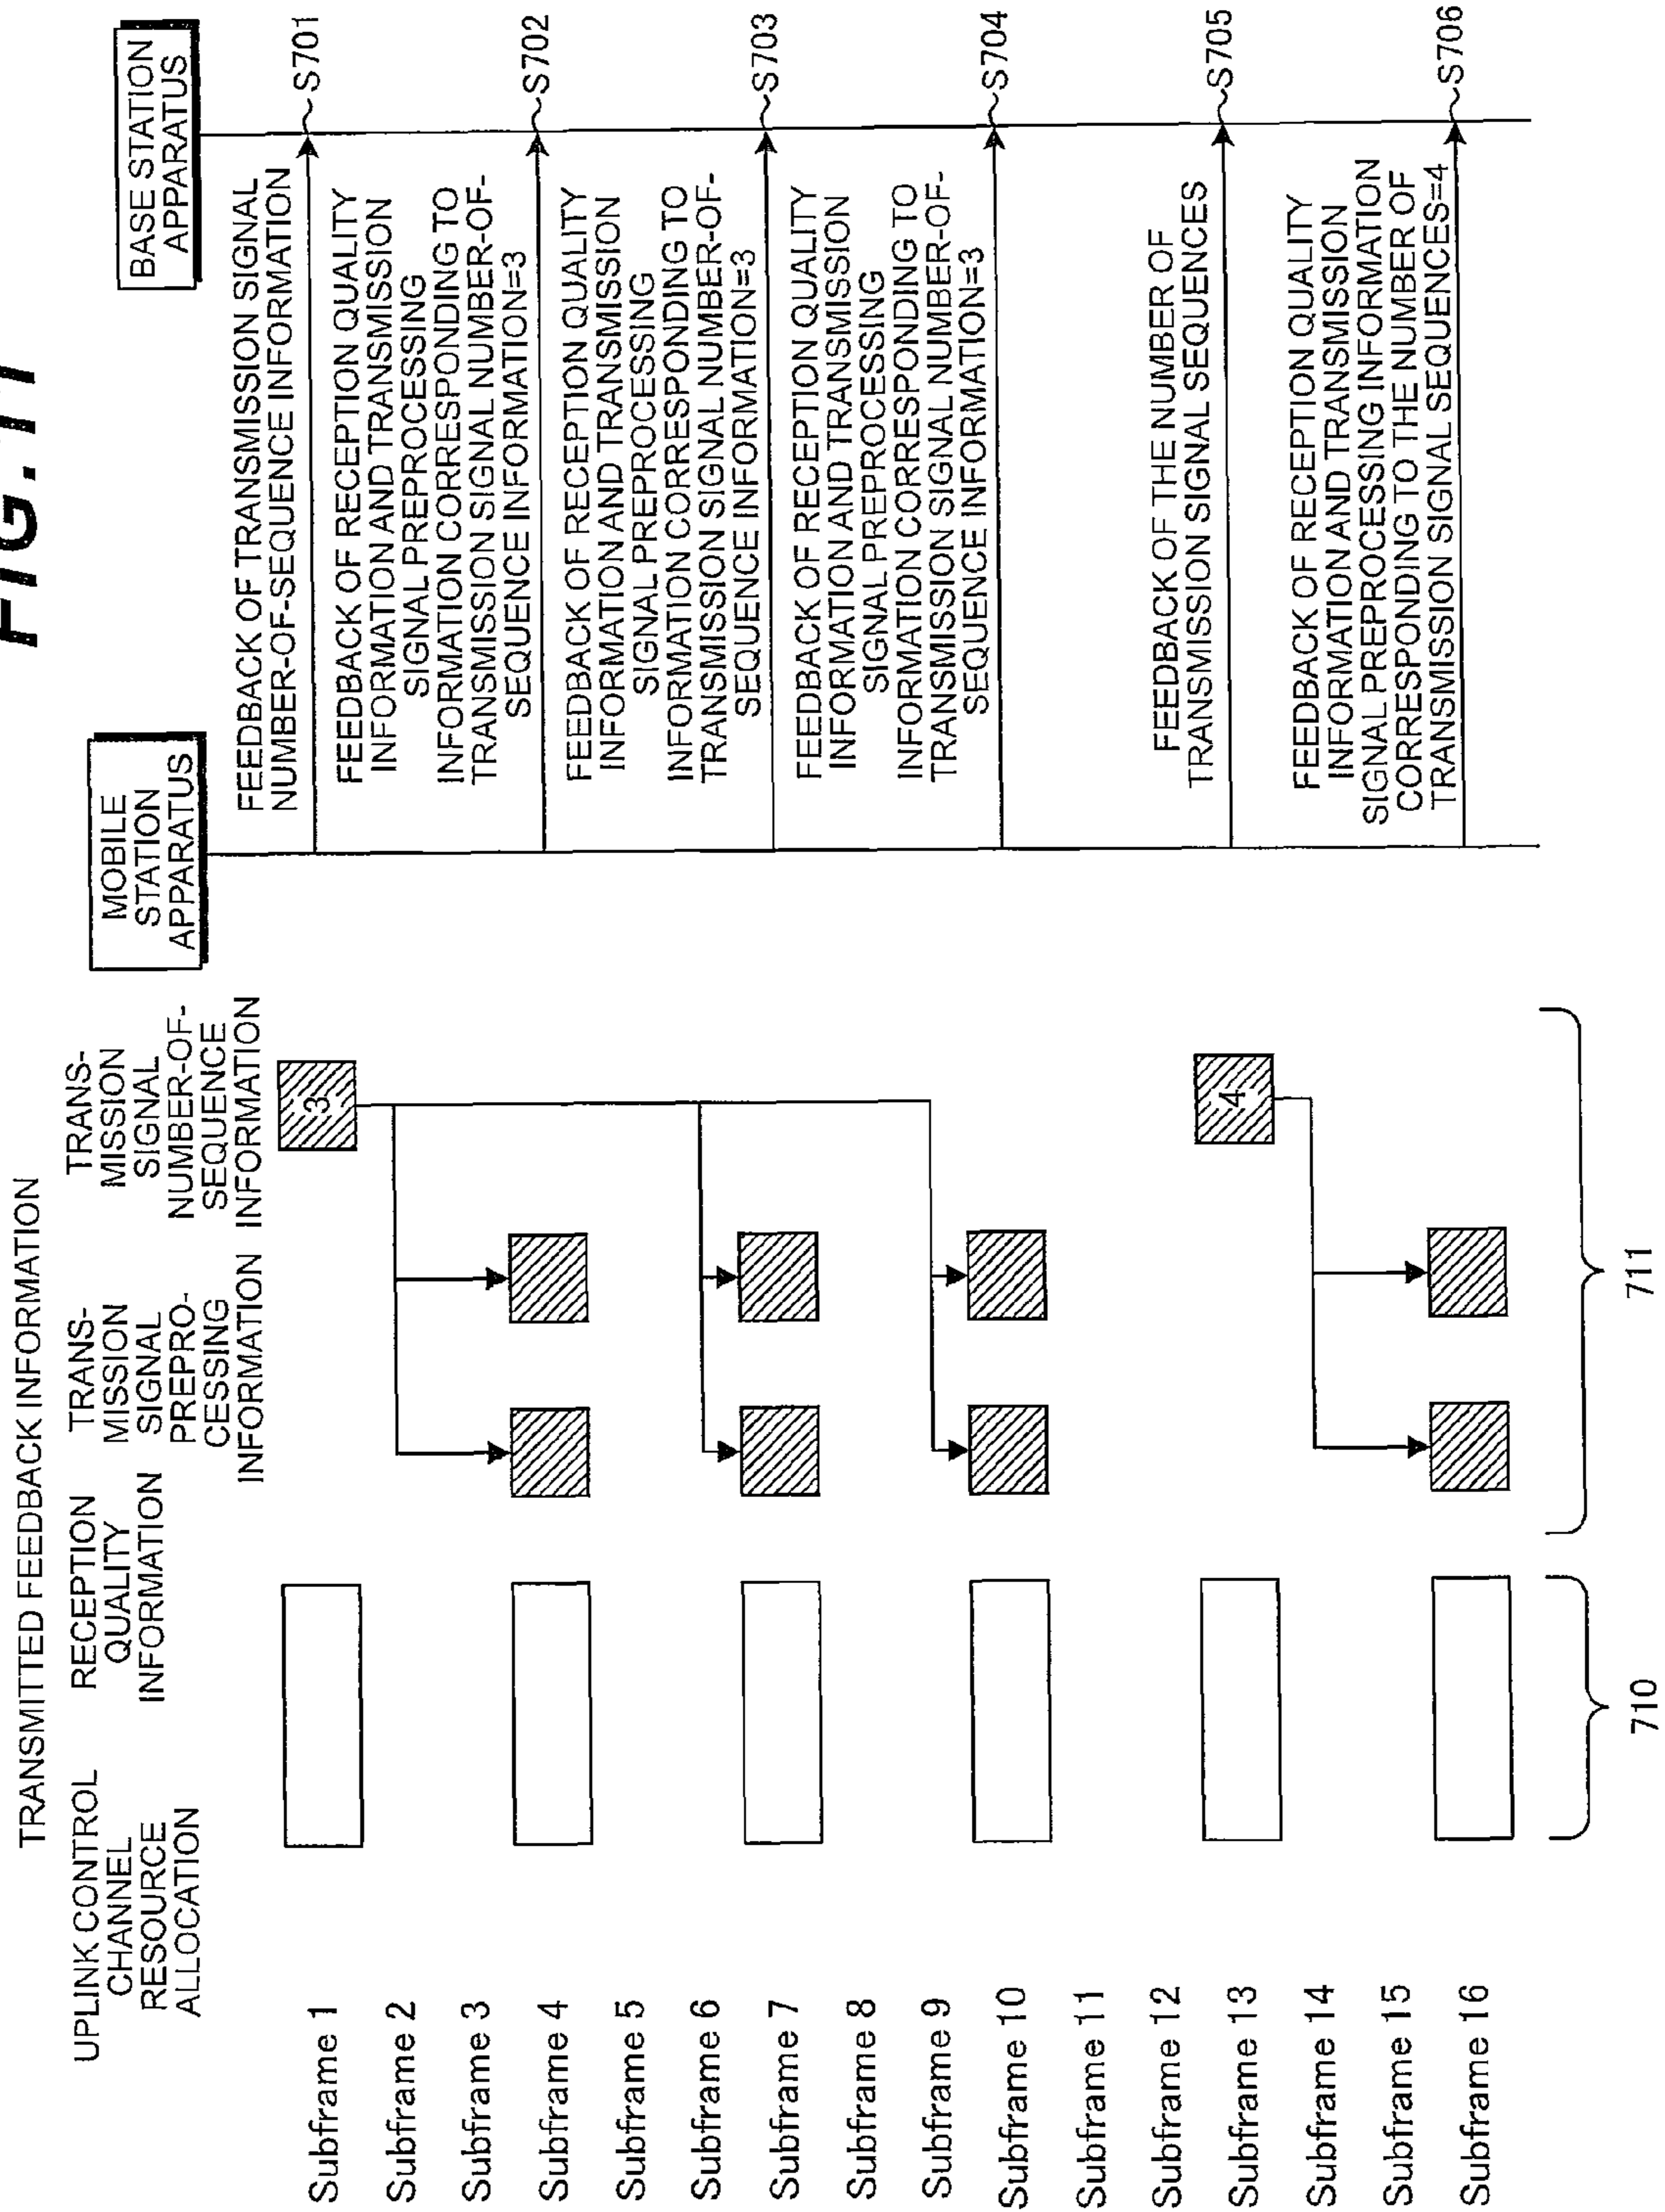 FIG.11
TRANSMITTED FEEDBACK INFORMATION
UPLINK CONTROL
CHANNEL
RESOURCE
ALLOCATION
RECEPTION
QUALITY
INFORMATION
TRANS-
MISSION
SIGNAL
PREPRO-
CESSING
INFORMATION
TRANS-
MISSION
SIGNAL
NUMBER-OF-
SEQUENCE
INFORMATION
MOBILE
STATION
APPARATUS
BASE STATION
APPARATUS
Subframe 1
Subframe 2
Subframe 3
Subframe 4
Subframe 5
Subframe 6
Subframe 7
Subframe 8
Subframe 9
Subframe 10
Subframe 11
Subframe 12
Subframe 13
Subframe 14
Subframe 15
Subframe 16
3
4
710
711
FEEDBACK OF TRANSMISSION SIGNAL
NUMBER-OF-SEQUENCE INFORMATION
S701
FEEDBACK OF RECEPTION QUALITY
INFORMATION AND TRANSMISSION
SIGNAL PREPROCESSING
INFORMATION CORRESPONDING TO
TRANSMISSION SIGNAL NUMBER-OF-
SEQUENCE INFORMATION=3
S702
FEEDBACK OF RECEPTION QUALITY
INFORMATION AND TRANSMISSION
SIGNAL PREPROCESSING
INFORMATION CORRESPONDING TO
TRANSMISSION SIGNAL NUMBER-OF-
SEQUENCE INFORMATION=3
S703
FEEDBACK OF RECEPTION QUALITY
INFORMATION AND TRANSMISSION
SIGNAL PREPROCESSING
INFORMATION CORRESPONDING TO
TRANSMISSION SIGNAL NUMBER-OF-
SEQUENCE INFORMATION=3
S704
FEEDBACK OF THE NUMBER OF
TRANSMISSION SIGNAL SEQUENCES
S705
FEEDBACK OF RECEPTION QUALITY
INFORMATION AND TRANSMISSION
SIGNAL PREPROCESSING INFORMATION
CORRESPONDING TO THE NUMBER OF
TRANSMISSION SIGNAL SEQUENCES=4
S706